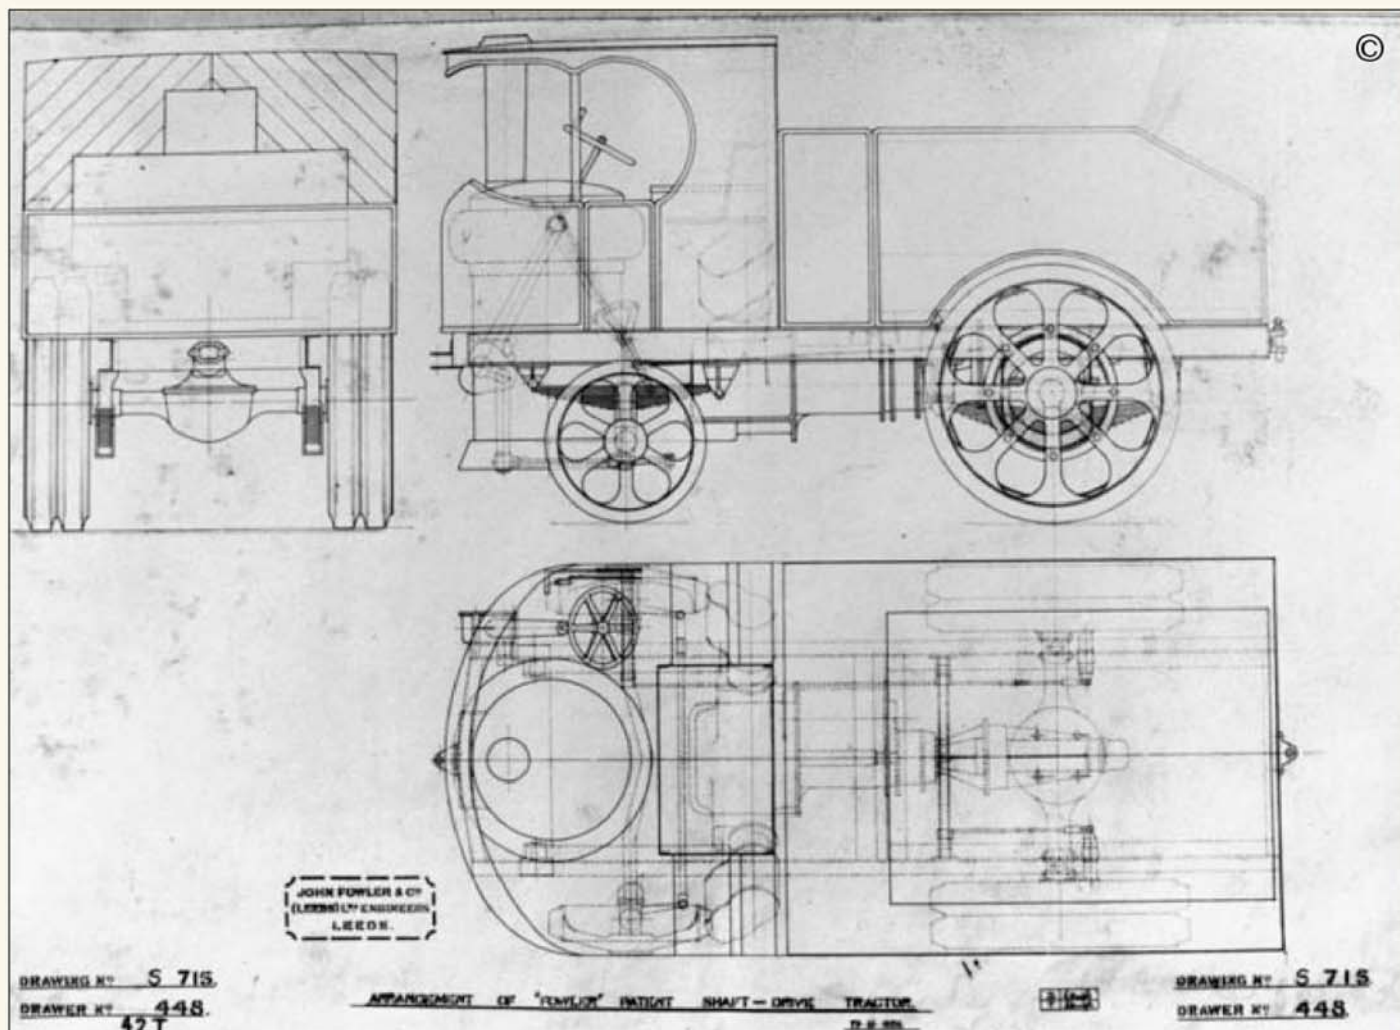 ©
JOHN FOWLER & Co
(LEEDS) LTD ENGINEERS
LEEDS.
DRAWING No S 715.
DRAWER No 448.
42 T
ARRANGEMENT OF "FOWLER" PATENT SHAFT-DRIVE TRACTOR.
DRAWING No S 715
DRAWER No 448.